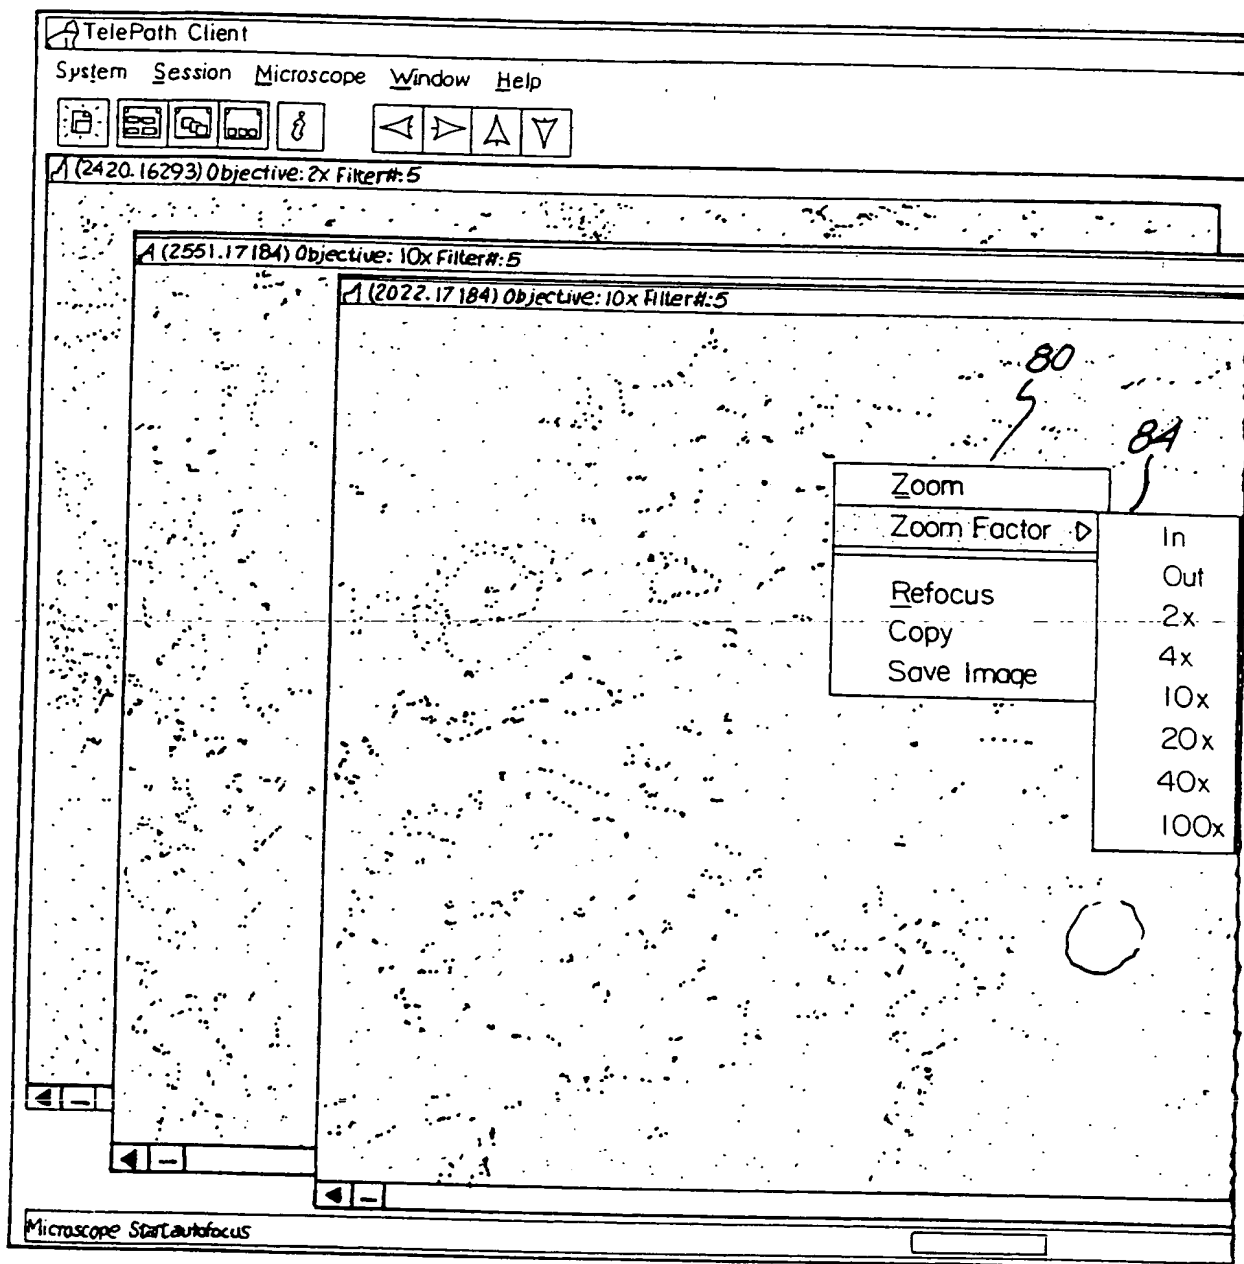 TelePath Client
System Session Microscope Window Help
(2420.16293) Objective: 2x Filter#:5
(2551.17184) Objective: 10x Filter#:5
(2022.17184) Objective: 10x Filter#:5
80
84
Zoom
Zoom Factor
In
Out
2x
4x
10x
20x
40x
100x
Refocus
Copy
Save Image
Microscope Start autofocus